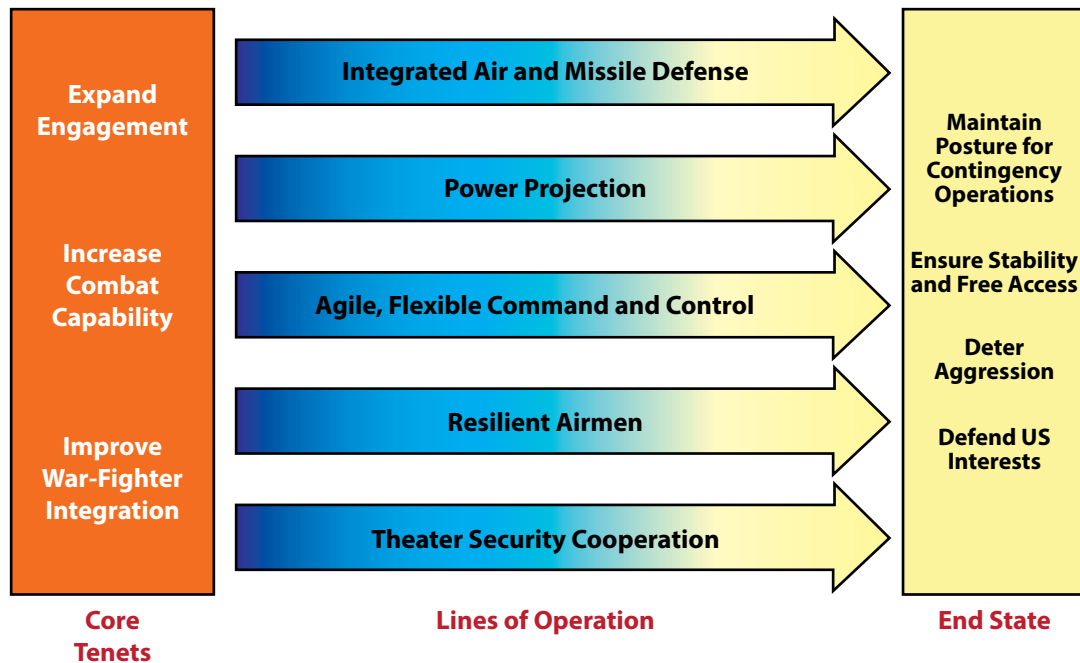 Expand
Engagement
Increase
Combat
Capability
Improve
War-Fighter
Integration
Core
Tenets
Integrated Air and Missile Defense
Power Projection
Agile, Flexible Command and Control
Resilient Airmen
Theater Security Cooperation
Lines of Operation
Maintain
Posture for
Contingency
Operations
Ensure Stability
and Free Access
Deter
Aggression
Defend US
Interests
End State